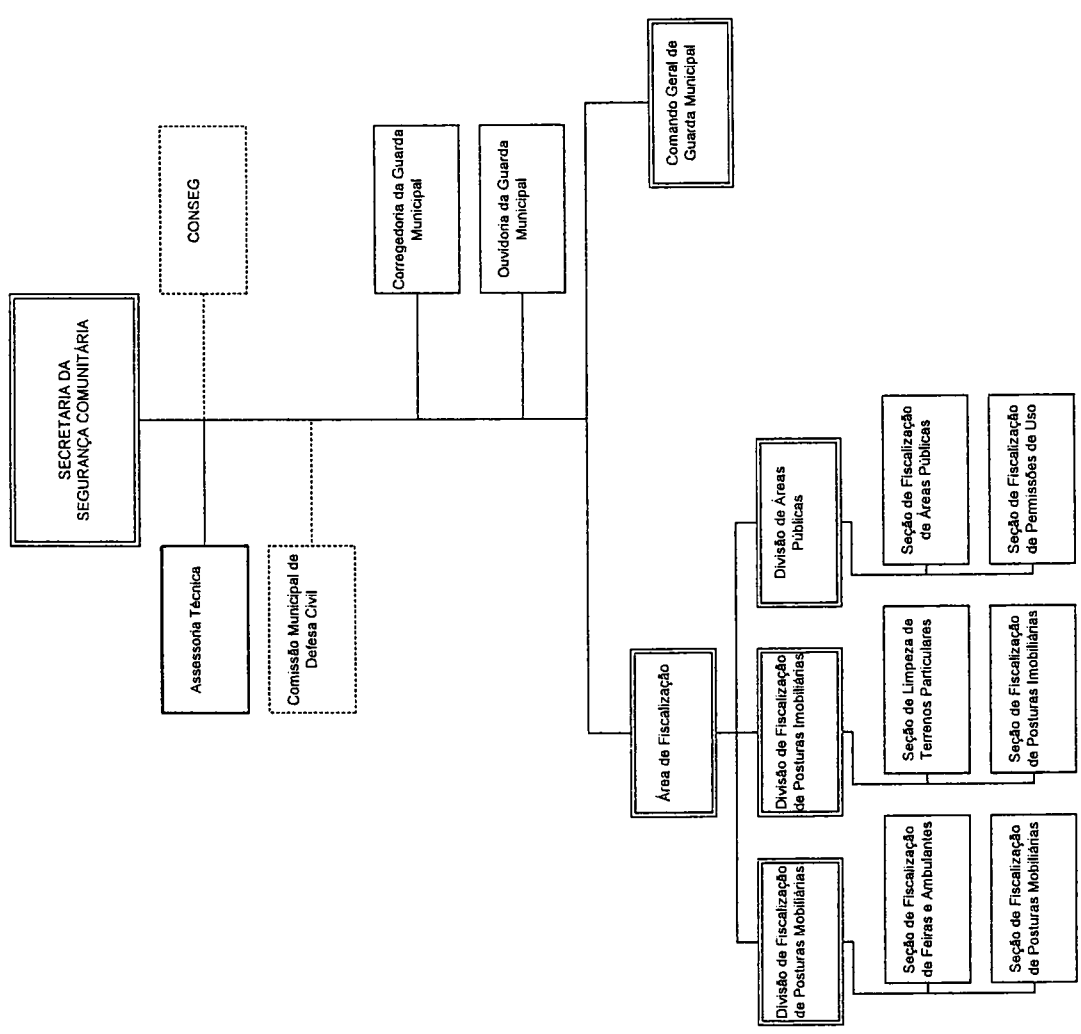 SECRETARIA DA
SEGURANÇA COMUNITÁRIA
Assessoria Técnica
CONSEG
Comissão Municipal de
Defesa Civil
Corregedoria da Guarda
Municipal
Ouvidoria da Guarda
Municipal
Área de Fiscalização
Comando Geral de
Guarda Municipal
Divisão de Fiscalização
de Posturas Mobiliárias
Divisão de Fiscalização
de Posturas Imobiliárias
Divisão de Áreas
Públicas
Seção de Fiscalização
de Feiras e Ambulantes
Seção de Limpeza de
Terrenos Particulares
Seção de Fiscalização
de Áreas Públicas
Seção de Fiscalização
de Posturas Mobiliárias
Seção de Fiscalização
de Posturas Imobiliárias
Seção de Fiscalização
de Permissões de Uso